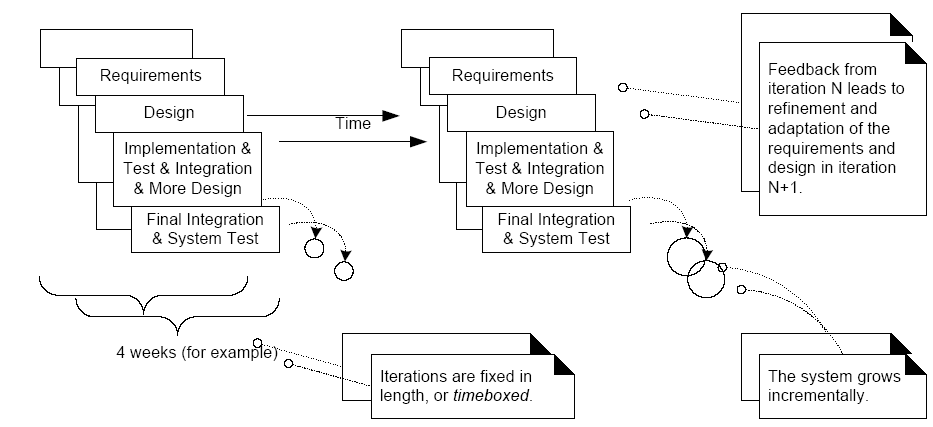 Requirements
Design
Implementation &
Test & Integration
& More Design
Final Integration
& System Test
Time
Requirements
Design
Implementation &
Test & Integration
& More Design
Final Integration
& System Test
Feedback from
iteration N leads to
refinement and
adaptation of the
requirements and
design in iteration
N+1.
4 weeks (for example)
Iterations are fixed in
length, or timeboxed.
The system grows
incrementally.